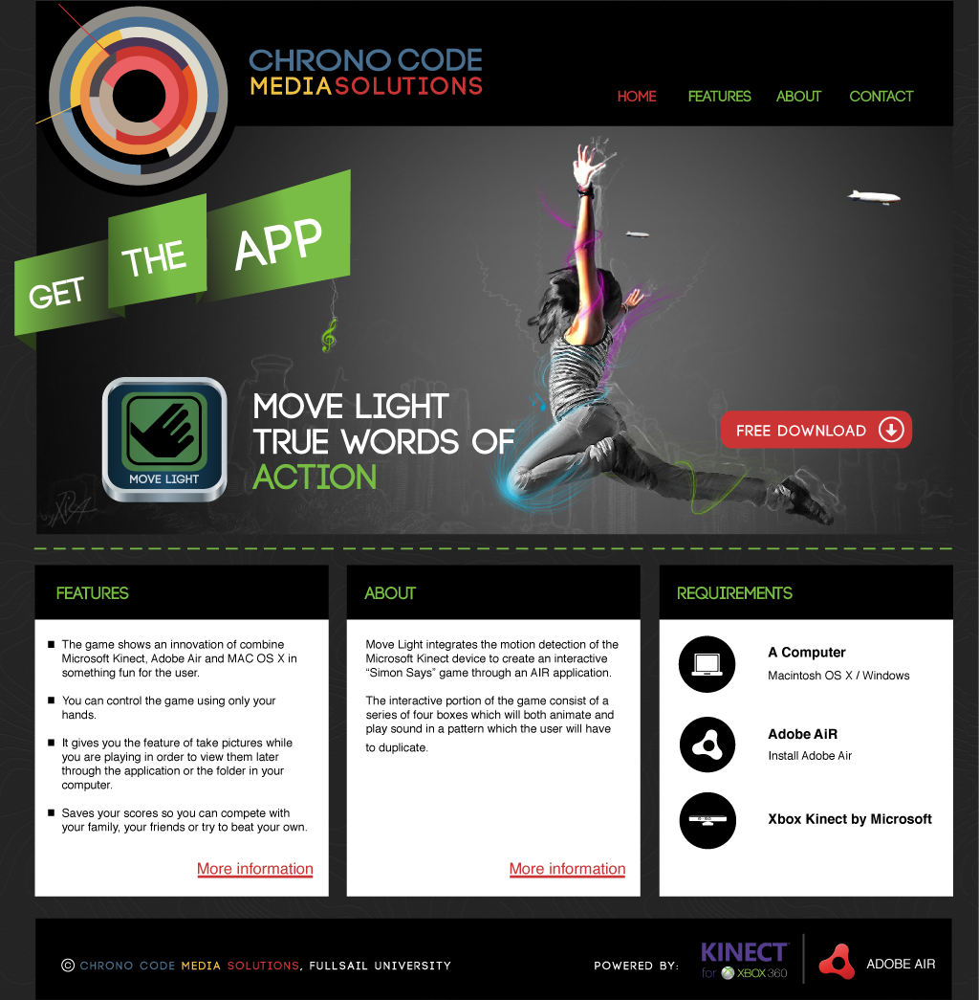 CHRONO CODE
MEDIA SOLUTIONS
HOME FEATURES ABOUT CONTACT
GET THE APP
MOVE LIGHT
TRUE WORDS OF
ACTION
MOVE LIGHT
FREE DOWNLOAD
FEATURES
The game shows an innovation of combine
Microsoft Kinect, Adobe Air and MAC OS X in
something fun for the user.
You can control the game using only your
hands.
It gives you the feature of take pictures while
you are playing in order to view them later
through the application or the folder in your
computer.
Saves your scores so you can compete with
your family, your friends or try to beat your own.
More information
ABOUT
Move Light integrates the motion detection of the
Microsoft Kinect device to create an interactive
“Simon Says” game through an AIR application.
The interactive portion of the game consist of a
series of four boxes which will both animate and
play sound in a pattern which the user will have
to duplicate.
More information
REQUIREMENTS
A Computer
Macintosh OS X / Windows
Adobe AiR
Install Adobe Air
Xbox Kinect by Microsoft
© CHRONO CODE MEDIA SOLUTIONS, FULLSAIL UNIVERSITY
POWERED BY:
KINECT
for XBOX 360
ADOBE AIR